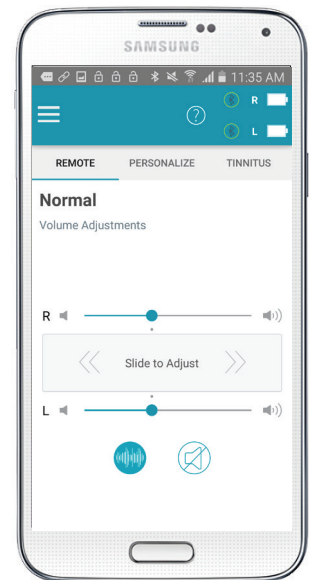 SAMSUNG
11:35 AM
R
L
REMOTE PERSONALIZE TINNITUS
Normal
Volume Adjustments
R
Slide to Adjust
L